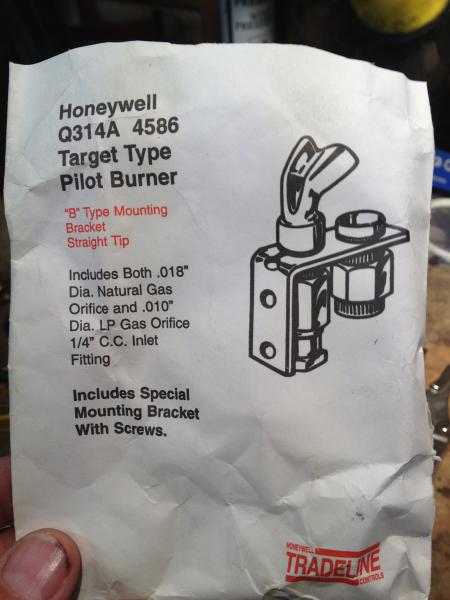 Honeywell
Q314A 4586
Target Type
Pilot Burner
"B" Type Mounting
Bracket
Straight Tip
Includes Both .018"
Dia. Natural Gas
Orifice and .010"
Dia. LP Gas Orifice
1/4" C.C. Inlet
Fitting
Includes Special
Mounting Bracket
With Screws.
HONEYWELL'S
TRADELINE
CONTROLS